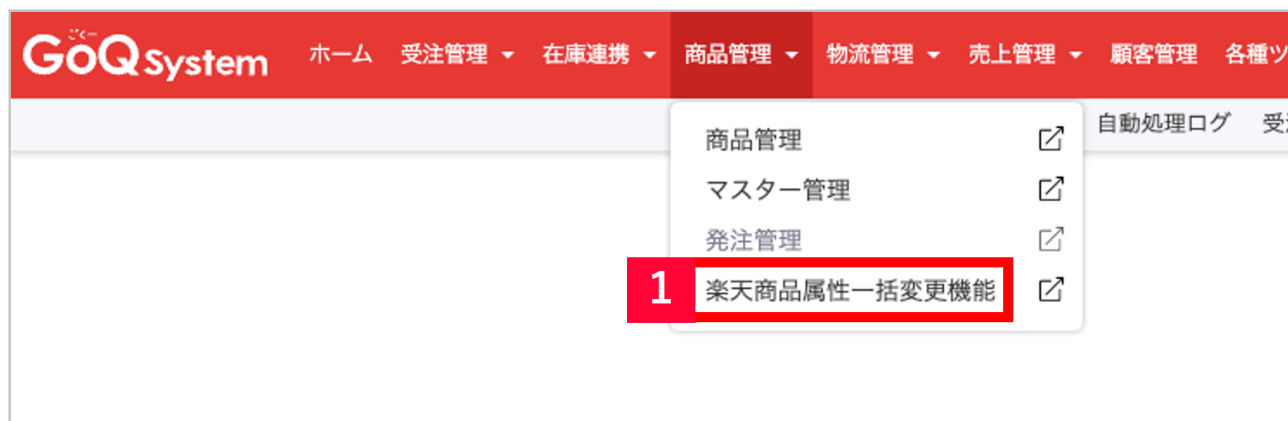 ごくー
GoQSystem ホーム 受注管理 在庫連携 商品管理 物流管理 売上管理 顧客管理 各種ツ
自動処理ログ 受
商品管理
マスター管理
発注管理
1 楽天商品属性一括変更機能